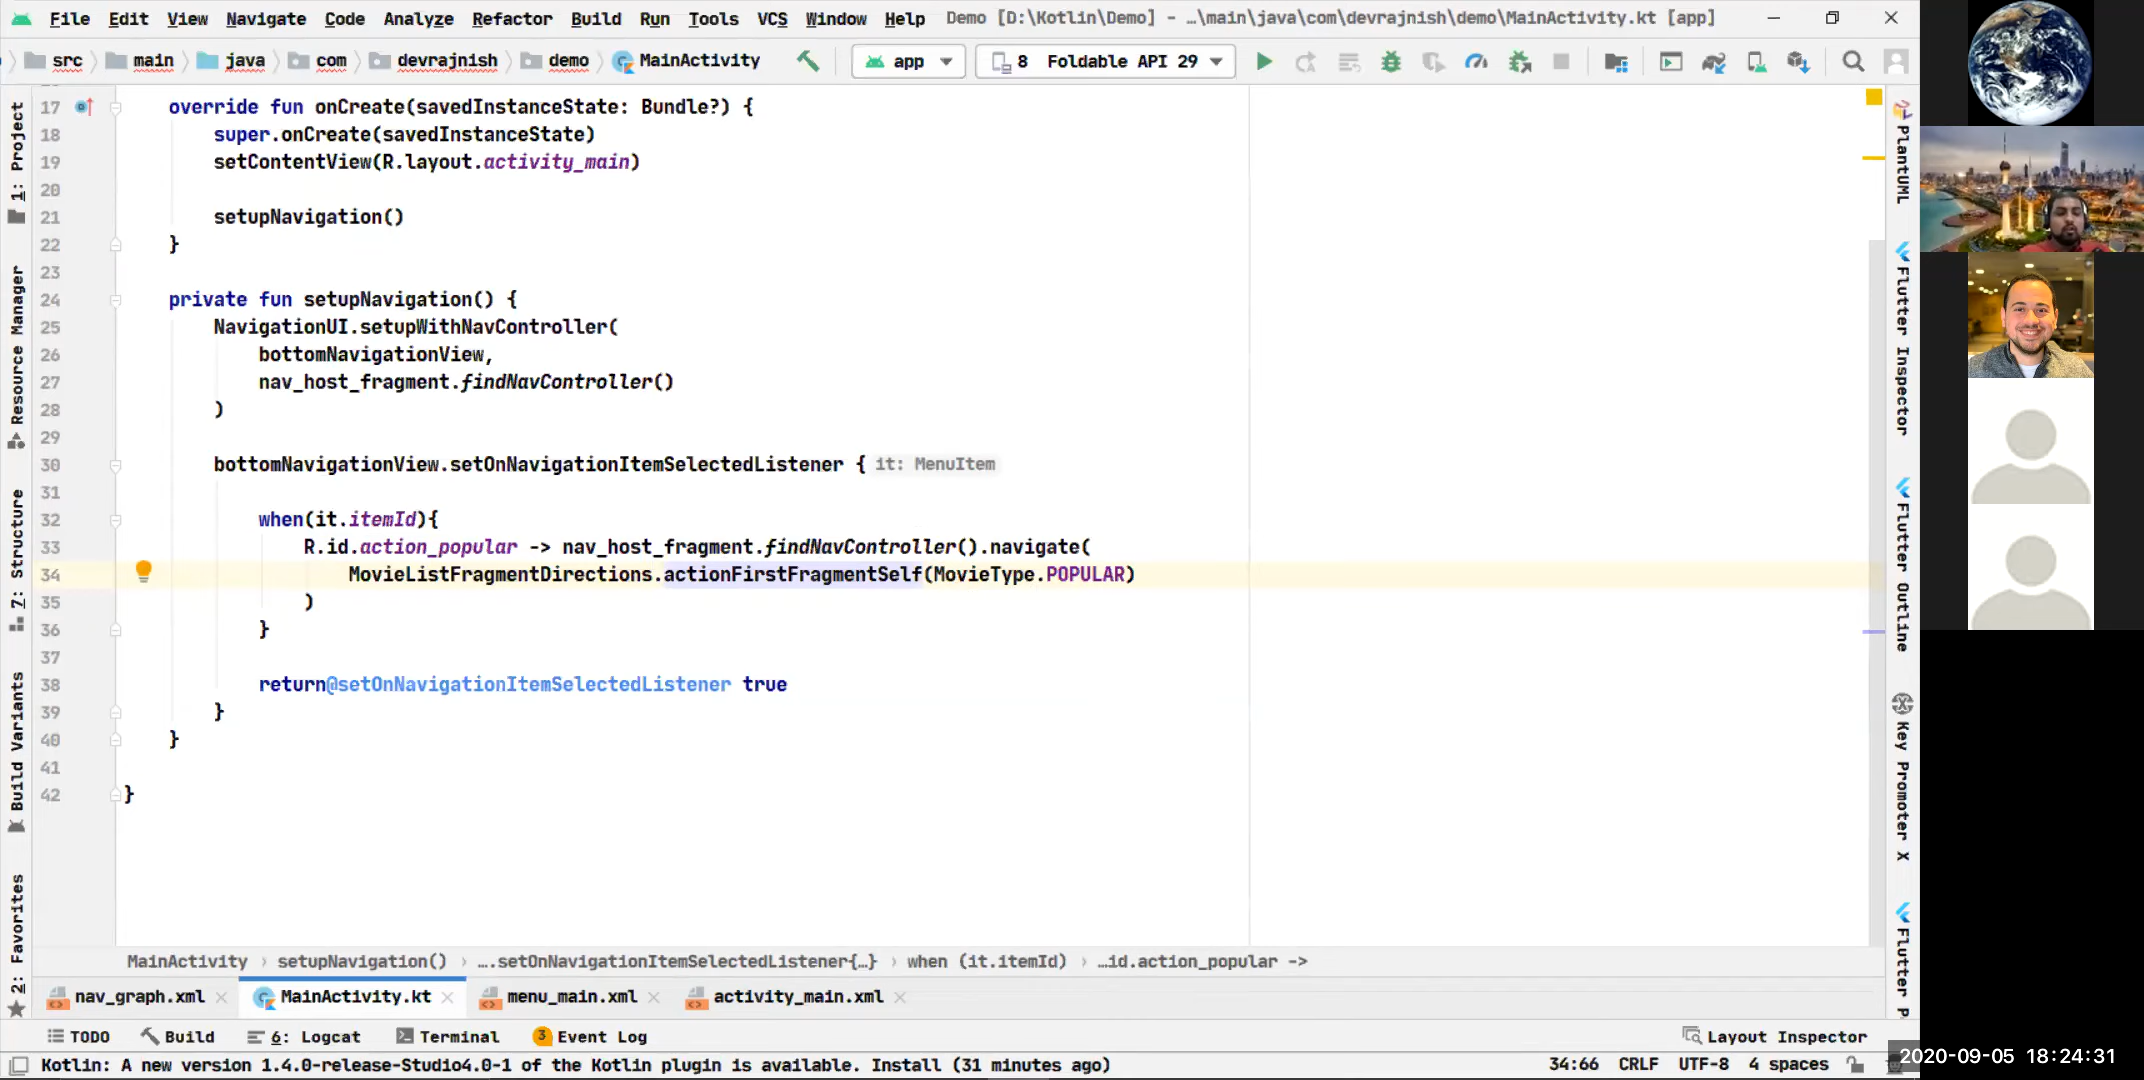 File Edit View Navigate Code Analyze Refactor Build Run Tools VCS Window Help Demo [D:\Kotlin\Demo] - …\main\java\com\devrajnish\demo\MainActivity.kt [app]
src main java com devrajnish demo MainActivity app 8 Foldable API 29
17 override fun onCreate(savedInstanceState: Bundle?) {
18 super.onCreate(savedInstanceState)
19 setContentView(R.layout.activity_main)
20
21 setupNavigation()
22 }
23
24 private fun setupNavigation() {
25 NavigationUI.setupWithNavController(
26 bottomNavigationView,
27 nav_host_fragment.findNavController()
28 )
29
30 bottomNavigationView.setOnNavigationItemSelectedListener { it: MenuItem
31
32 when(it.itemId){
33 R.id.action_popular -> nav_host_fragment.findNavController().navigate(
34 MovieListFragmentDirections.actionFirstFragmentSelf(MovieType.POPULAR)
35 )
36 }
37
38 return@setOnNavigationItemSelectedListener true
39 }
40 }
41
42 }
1: Project
Resource Manager
7: Structure
Build Variants
2: Favorites
PlantUML
Flutter Inspector
Flutter Outline
Key Promoter X
Flutter P
MainActivity › setupNavigation() › ….setOnNavigationItemSelectedListener{…} › when (it.itemId) › …id.action_popular ->
nav_graph.xml MainActivity.kt menu_main.xml activity_main.xml
TODO Build 6: Logcat Terminal 3 Event Log Layout Inspector
Kotlin: A new version 1.4.0-release-Studio4.0-1 of the Kotlin plugin is available. Install (31 minutes ago) 34:66 CRLF UTF-8 4 spaces
2020-09-05 18:24:31